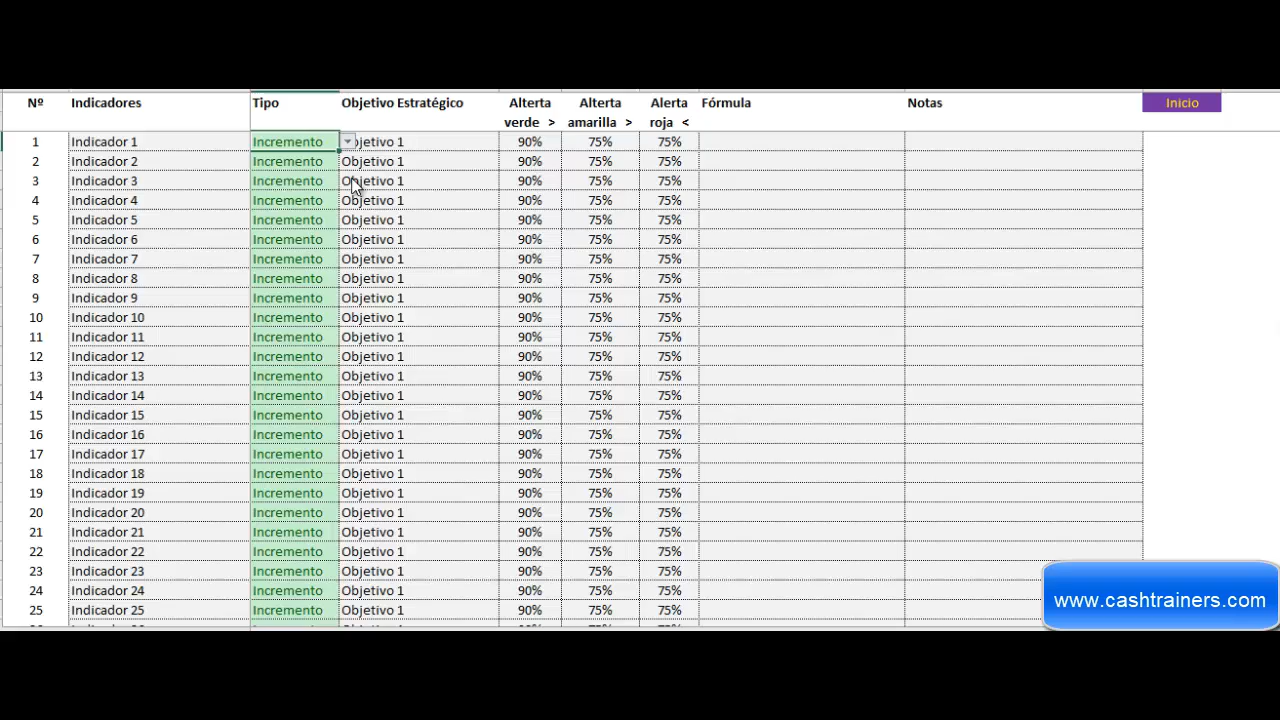 Nº Indicadores Tipo Objetivo Estratégico Alterta verde > Alterta amarilla > Alerta roja < Fórmula Notas Inicio
1 Indicador 1 Incremento Objetivo 1 90% 75% 75%
2 Indicador 2 Incremento Objetivo 1 90% 75% 75%
3 Indicador 3 Incremento Objetivo 1 90% 75% 75%
4 Indicador 4 Incremento Objetivo 1 90% 75% 75%
5 Indicador 5 Incremento Objetivo 1 90% 75% 75%
6 Indicador 6 Incremento Objetivo 1 90% 75% 75%
7 Indicador 7 Incremento Objetivo 1 90% 75% 75%
8 Indicador 8 Incremento Objetivo 1 90% 75% 75%
9 Indicador 9 Incremento Objetivo 1 90% 75% 75%
10 Indicador 10 Incremento Objetivo 1 90% 75% 75%
11 Indicador 11 Incremento Objetivo 1 90% 75% 75%
12 Indicador 12 Incremento Objetivo 1 90% 75% 75%
13 Indicador 13 Incremento Objetivo 1 90% 75% 75%
14 Indicador 14 Incremento Objetivo 1 90% 75% 75%
15 Indicador 15 Incremento Objetivo 1 90% 75% 75%
16 Indicador 16 Incremento Objetivo 1 90% 75% 75%
17 Indicador 17 Incremento Objetivo 1 90% 75% 75%
18 Indicador 18 Incremento Objetivo 1 90% 75% 75%
19 Indicador 19 Incremento Objetivo 1 90% 75% 75%
20 Indicador 20 Incremento Objetivo 1 90% 75% 75%
21 Indicador 21 Incremento Objetivo 1 90% 75% 75%
22 Indicador 22 Incremento Objetivo 1 90% 75% 75%
23 Indicador 23 Incremento Objetivo 1 90% 75% 75%
24 Indicador 24 Incremento Objetivo 1 90% 75% 75%
25 Indicador 25 Incremento Objetivo 1 90% 75% 75%
www.cashtrainers.com